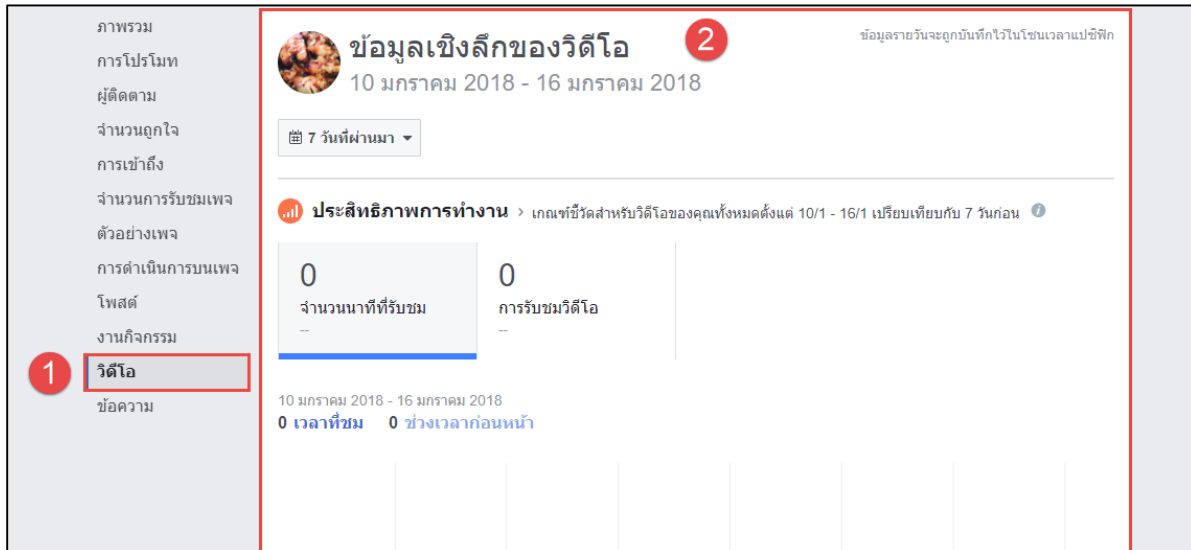 ภาพรวม
การโปรโมท
ผู้ติดตาม
จำนวนถูกใจ
การเข้าถึง
จำนวนการรับชมเพจ
ตัวอย่างเพจ
การดำเนินการบนเพจ
โพสต์
งานกิจกรรม
1
วิดีโอ
ข้อความ
ข้อมูลเชิงลึกของวิดีโอ
2
10 มกราคม 2018 - 16 มกราคม 2018
ข้อมูลรายวันจะถูกบันทึกไว้ในโซนเวลาแปซิฟิก
7 วันที่ผ่านมา
ประสิทธิภาพการทำงาน > เกณฑ์ชี้วัดสำหรับวิดีโอของคุณทั้งหมดตั้งแต่ 10/1 - 16/1 เปรียบเทียบกับ 7 วันก่อน i
0
จำนวนนาทีที่รับชม
--
0
การรับชมวิดีโอ
--
10 มกราคม 2018 - 16 มกราคม 2018
0 เวลาที่ชม 0 ช่วงเวลาก่อนหน้า